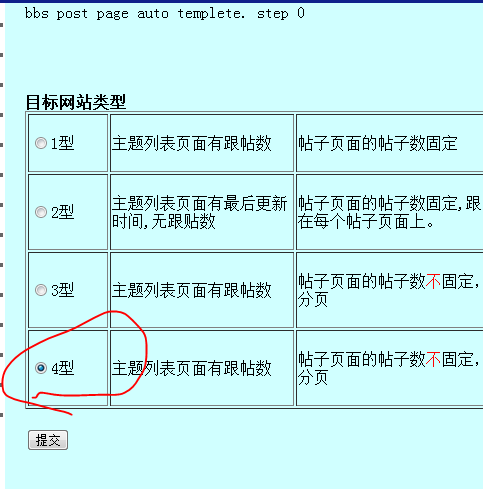 bbs post page auto templete. step 0
目标网站类型
1型 主题列表页面有跟帖数 帖子页面的帖子数固定
2型 主题列表页面有最后更新 帖子页面的帖子数固定,跟
时间,无跟贴数 在每个帖子页面上。
3型 主题列表页面有跟帖数 帖子页面的帖子数不固定,
分页
4型 主题列表页面有跟帖数 帖子页面的帖子数不固定,
分页
提交